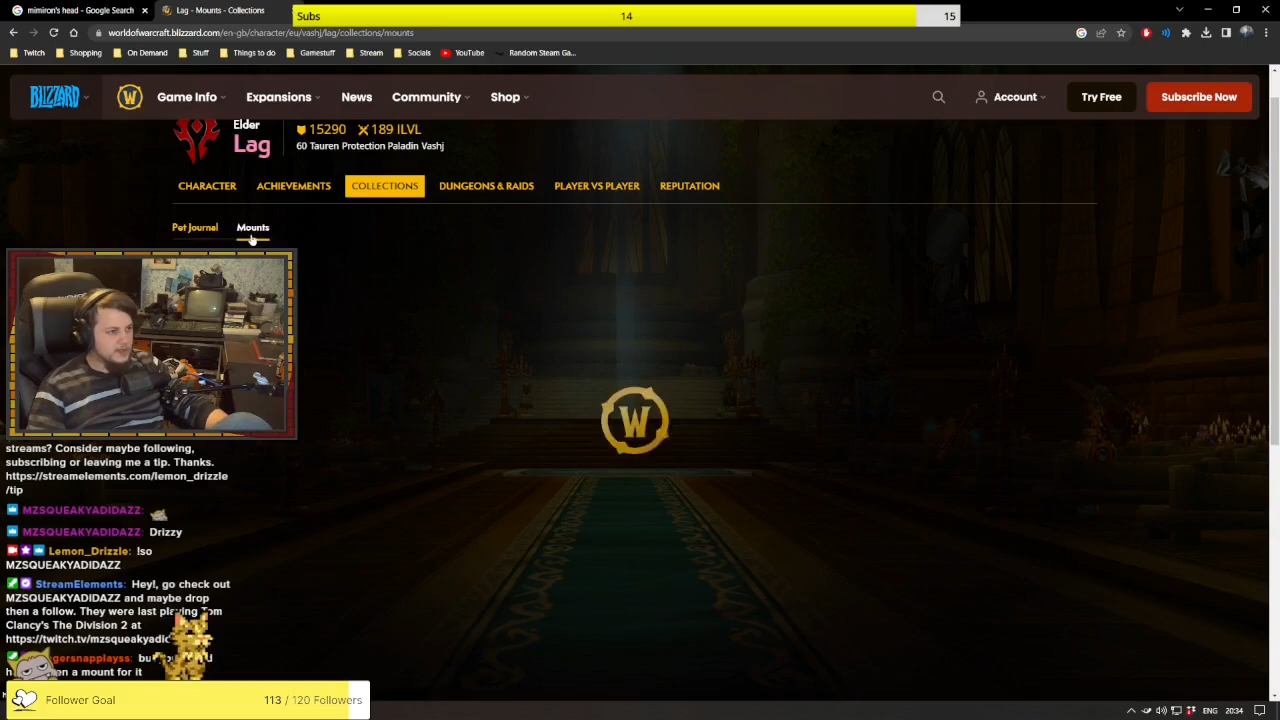 mimiron's head - Google Search
Lag - Mounts - Collections
Subs 14 15
worldofwarcraft.blizzard.com/en-gb/character/eu/vashj/lag/collections/mounts
Twitch Shopping On Demand Stuff Things to do Gamestuff Stream Socials YouTube Random Steam Ga...
BLIZZARD W Game Info Expansions News Community Shop Account Try Free Subscribe Now
Elder
Lag
15290 189 ILVL
60 Tauren Protection Paladin Vashj
CHARACTER ACHIEVEMENTS COLLECTIONS DUNGEONS & RAIDS PLAYER VS PLAYER REPUTATION
Pet Journal Mounts
W
streams? Consider maybe following,
subscribing or leaving me a tip. Thanks.
https://streamelements.com/lemon_drizzle
/tip
MZSQUEAKYADIDAZZ:
MZSQUEAKYADIDAZZ: Drizzy
Lemon_Drizzle: !so
MZSQUEAKYADIDAZZ
StreamElements: Hey!, go check out
MZSQUEAKYADIDAZZ and maybe drop
then a follow. They were last playing Tom
Clancy's The Division 2 at
https://twitch.tv/mzsqueakyadid
gersnapplayss:
n a mount for it
Follower Goal 113 / 120 Followers
ENG 20:34